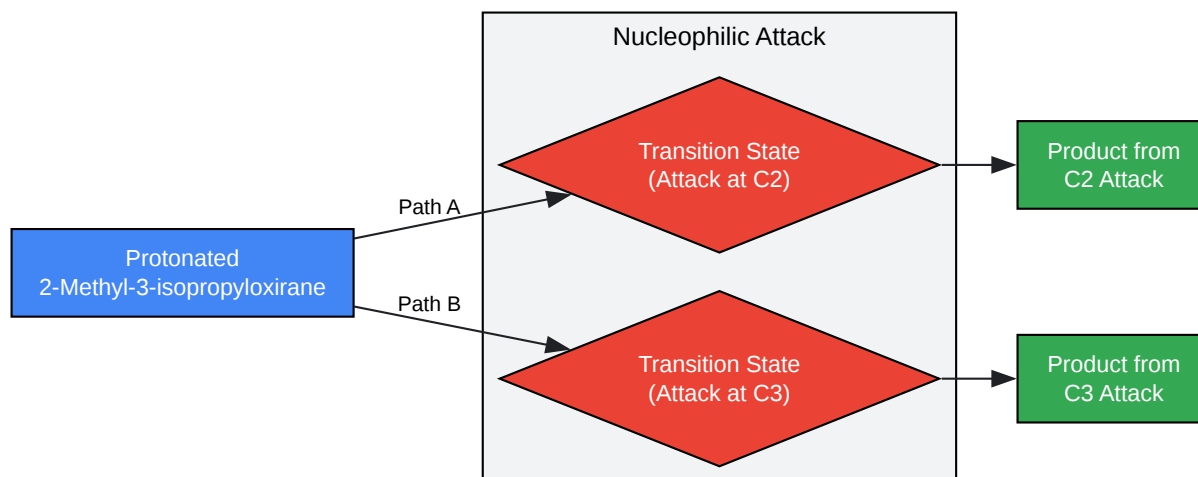 Nucleophilic Attack
Protonated
2-Methyl-3-isopropyloxirane
Path A
Path B
Transition State
(Attack at C2)
Transition State
(Attack at C3)
Product from
C2 Attack
Product from
C3 Attack